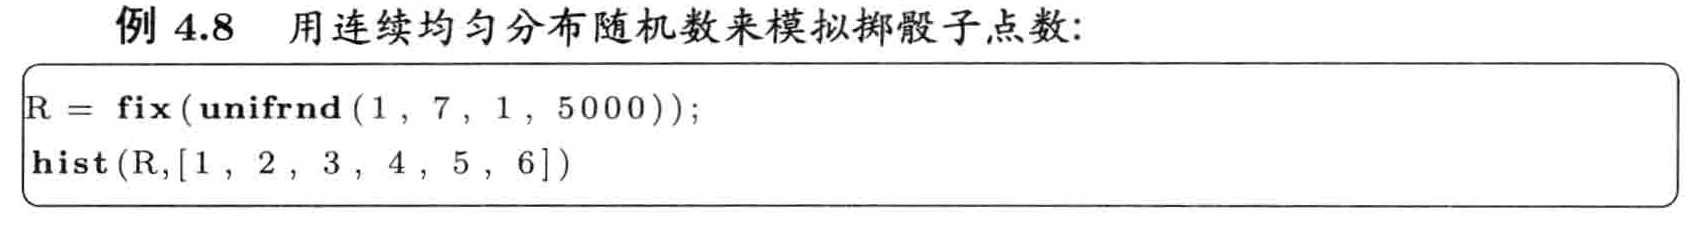 例 4.8 用连续均匀分布随机数来模拟掷骰子点数:
R = fix(unifrnd(1, 7, 1, 5000));
hist(R,[1, 2, 3, 4, 5, 6])